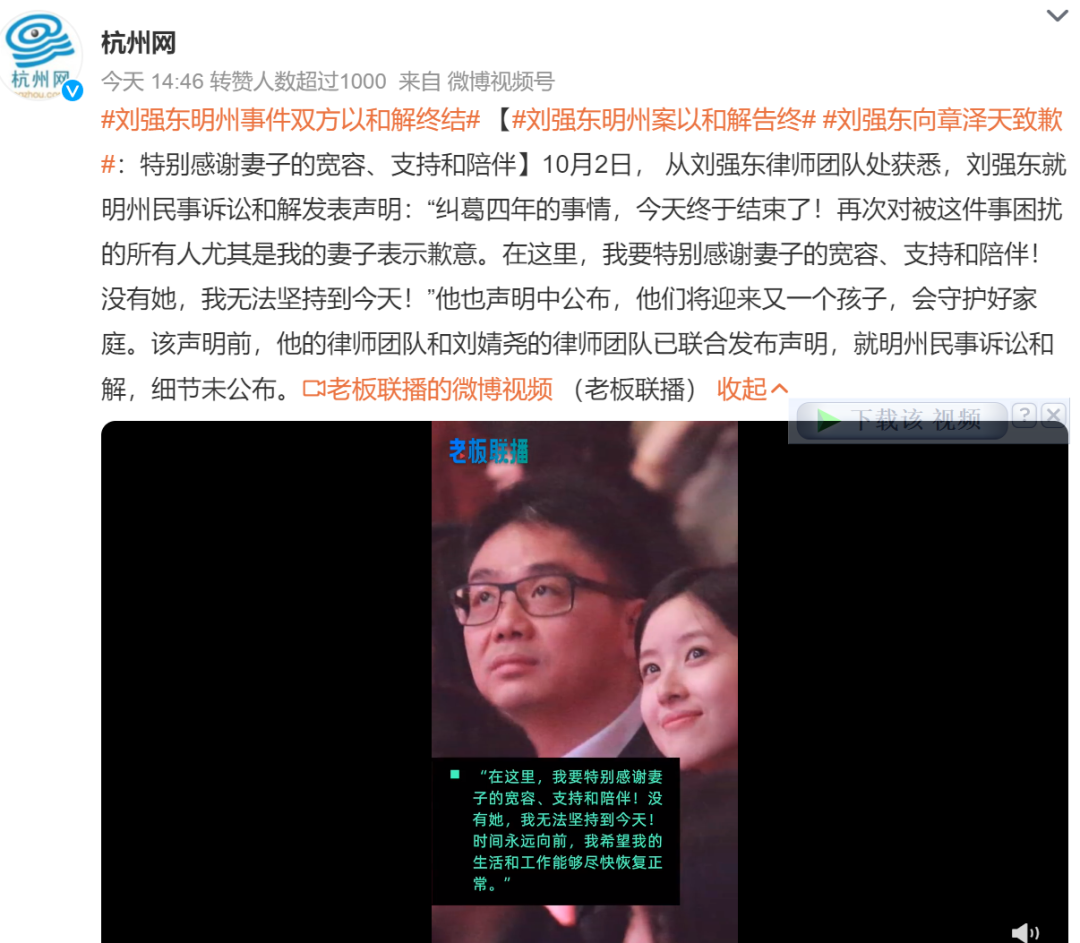 杭州网
杭州网
今天 14:46 转赞人数超过1000 来自 微博视频号
#刘强东明州事件双方以和解终结# 【#刘强东明州案以和解告终# #刘强东向章泽天致歉
#：特别感谢妻子的宽容、支持和陪伴】10月2日， 从刘强东律师团队处获悉，刘强东就
明州民事诉讼和解发表声明：“纠葛四年的事情，今天终于结束了！再次对被这件事困扰
的所有人尤其是我的妻子表示歉意。在这里，我要特别感谢妻子的宽容、支持和陪伴！
没有她，我无法坚持到今天！”他也声明中公布，他们将迎来又一个孩子，会守护好家
庭。该声明前，他的律师团队和刘婧尧的律师团队已联合发布声明，就明州民事诉讼和
解，细节未公布。老板联播的微博视频 （老板联播） 收起
下载该 视频 ?
老板联播
“在这里，我要特别感谢妻
子的宽容、支持和陪伴！没
有她，我无法坚持到今天！
时间永远向前，我希望我的
生活和工作能够尽快恢复正
常。”